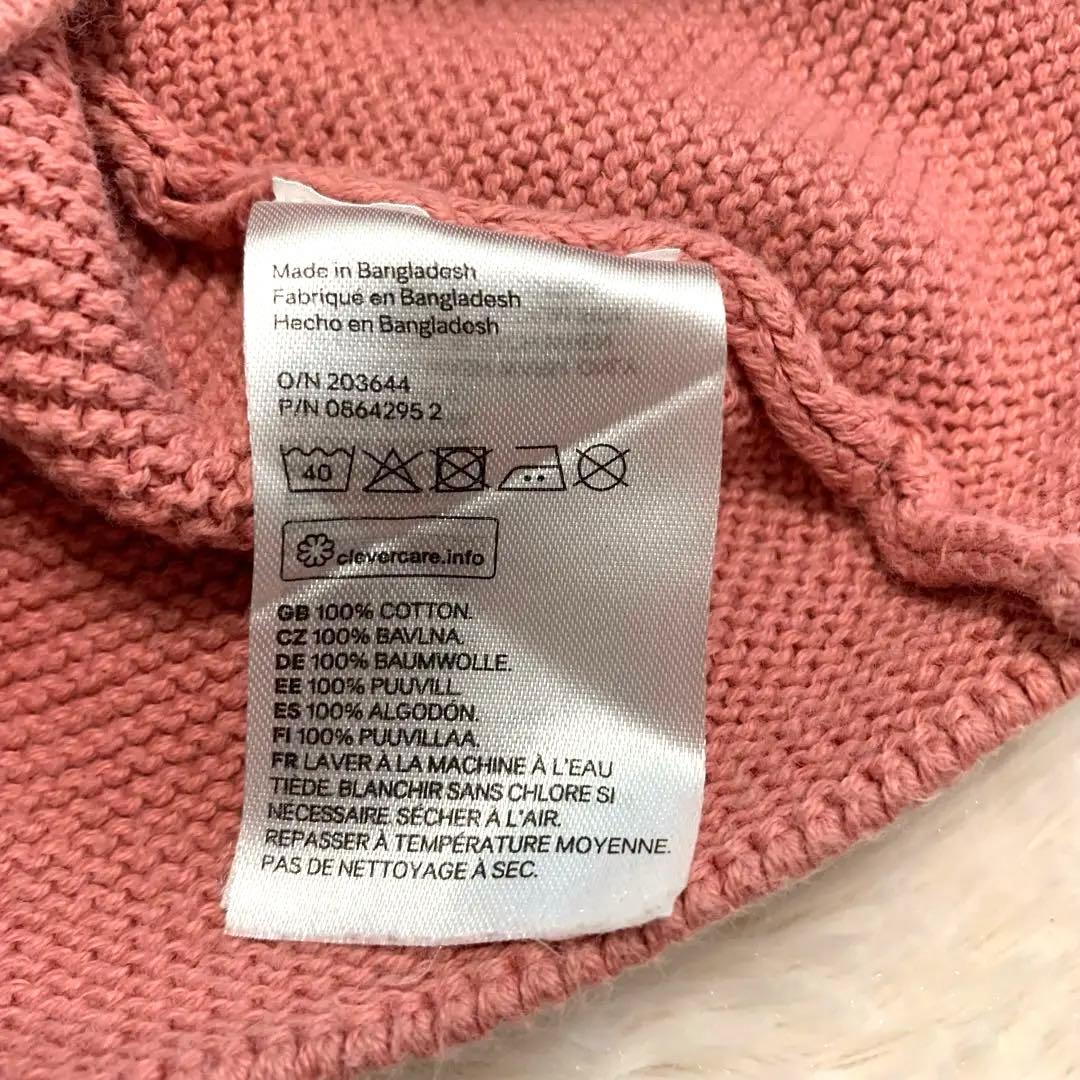 Made in Bangladesh
Fabriqué en Bangladesh
Hecho en Bangladesh
O/N 203644
P/N 0864295 2
40
clevercare.info
GB 100% COTTON.
CZ 100% BAVLNA.
DE 100% BAUMWOLLE.
EE 100% PUUVILL.
ES 100% ALGODÓN.
FI 100% PUUVILLAA.
FR LAVER À LA MACHINE À L'EAU
TIEDE. BLANCHIR SANS CHLORE SI
NECESSAIRE. SÉCHER A L'AIR.
REPASSER À TEMPÉRATURE MOYENNE.
PAS DE NETTOYAGE À SEC.